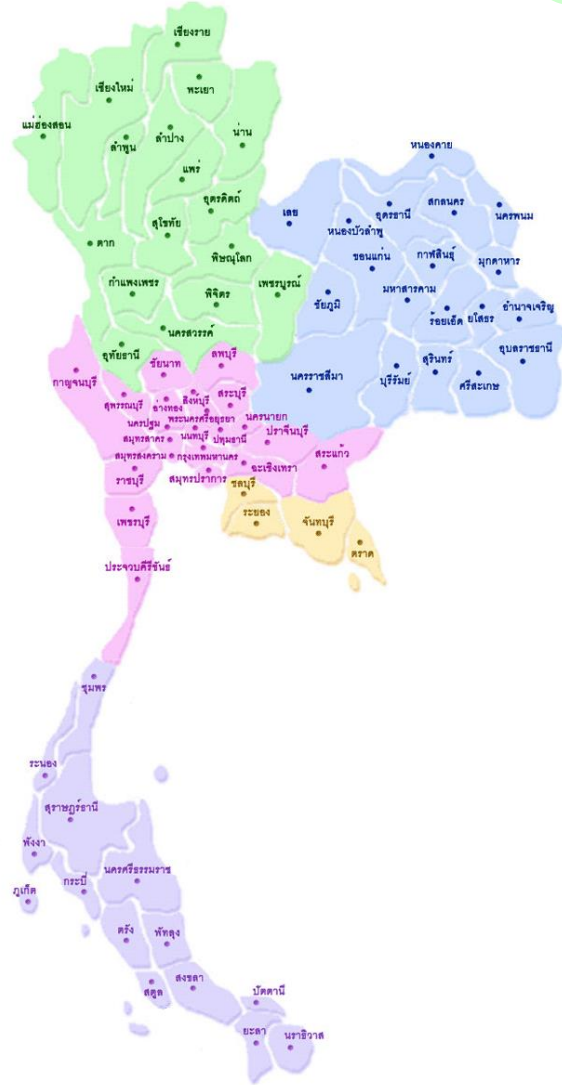 เชียงราย
เชียงใหม่
พะเยา
แม่ฮ่องสอน
ลำพูน
ลำปาง
น่าน
แพร่
อุตรดิตถ์
สุโขทัย
ตาก
พิษณุโลก
กำแพงเพชร
พิจิตร
เพชรบูรณ์
นครสวรรค์
อุทัยธานี
หนองคาย
เลย
อุดรธานี
สกลนคร
นครพนม
หนองบัวลำพู
ขอนแก่น
กาฬสินธุ์
มุกดาหาร
ชัยภูมิ
มหาสารคาม
ร้อยเอ็ด
ยโสธร
อำนาจเจริญ
นครราชสีมา
บุรีรัมย์
สุรินทร์
ศรีสะเกษ
อุบลราชธานี
กาญจนบุรี
ชัยนาท
ลพบุรี
สุพรรณบุรี
สิงห์บุรี
สระบุรี
อ่างทอง
นครปฐม
พระนครศรีอยุธยา
นครนายก
สมุทรสาคร
นนทบุรี
ปทุมธานี
ปราจีนบุรี
สมุทรสงคราม
กรุงเทพมหานคร
ฉะเชิงเทรา
สระแก้ว
ราชบุรี
สมุทรปราการ
ชลบุรี
เพชรบุรี
ระยอง
จันทบุรี
ตราด
ประจวบคีรีขันธ์
ชุมพร
ระนอง
สุราษฎร์ธานี
พังงา
กระบี่
นครศรีธรรมราช
ภูเก็ต
ตรัง
พัทลุง
สตูล
สงขลา
ปัตตานี
ยะลา
นราธิวาส